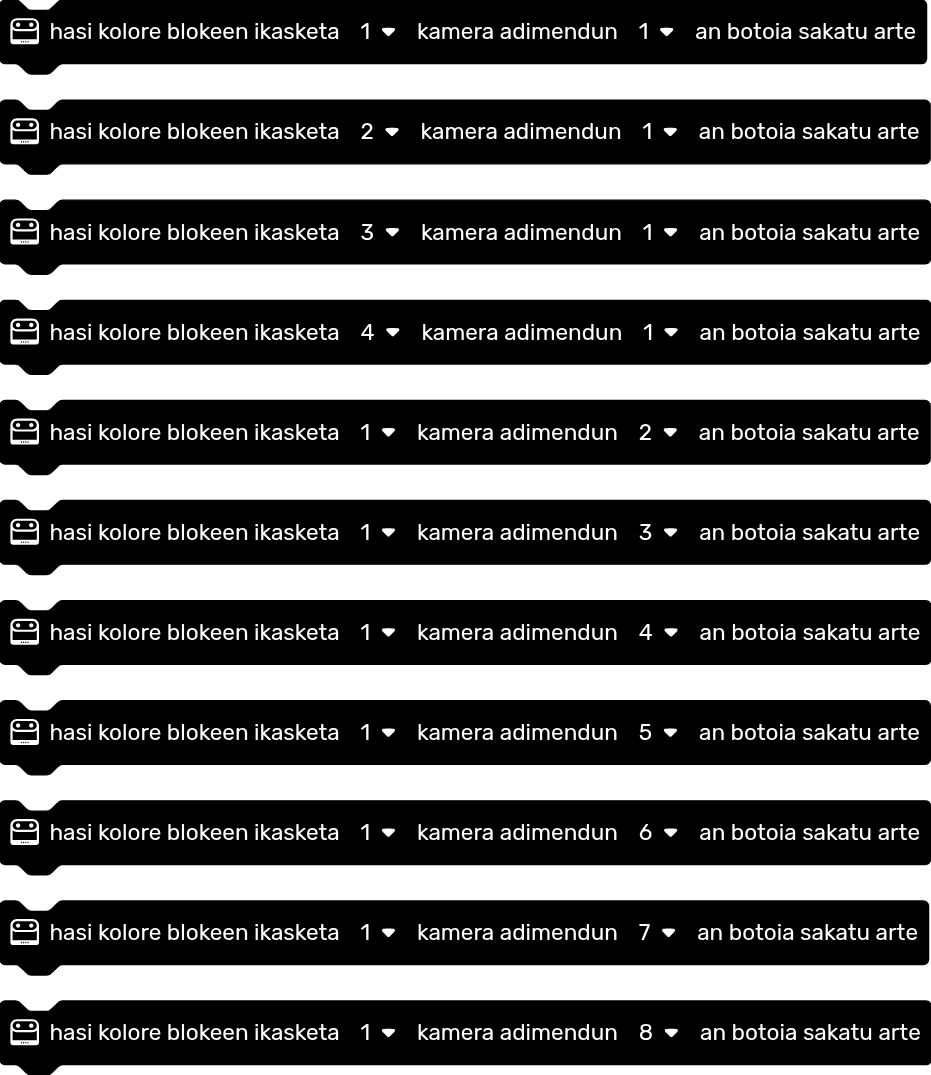 hasi kolore blokeen ikasketa 1 kamera adimendun 1 an botoia sakatu arte
hasi kolore blokeen ikasketa 2 kamera adimendun 1 an botoia sakatu arte
hasi kolore blokeen ikasketa 3 kamera adimendun 1 an botoia sakatu arte
hasi kolore blokeen ikasketa 4 kamera adimendun 1 an botoia sakatu arte
hasi kolore blokeen ikasketa 1 kamera adimendun 2 an botoia sakatu arte
hasi kolore blokeen ikasketa 1 kamera adimendun 3 an botoia sakatu arte
hasi kolore blokeen ikasketa 1 kamera adimendun 4 an botoia sakatu arte
hasi kolore blokeen ikasketa 1 kamera adimendun 5 an botoia sakatu arte
hasi kolore blokeen ikasketa 1 kamera adimendun 6 an botoia sakatu arte
hasi kolore blokeen ikasketa 1 kamera adimendun 7 an botoia sakatu arte
hasi kolore blokeen ikasketa 1 kamera adimendun 8 an botoia sakatu arte